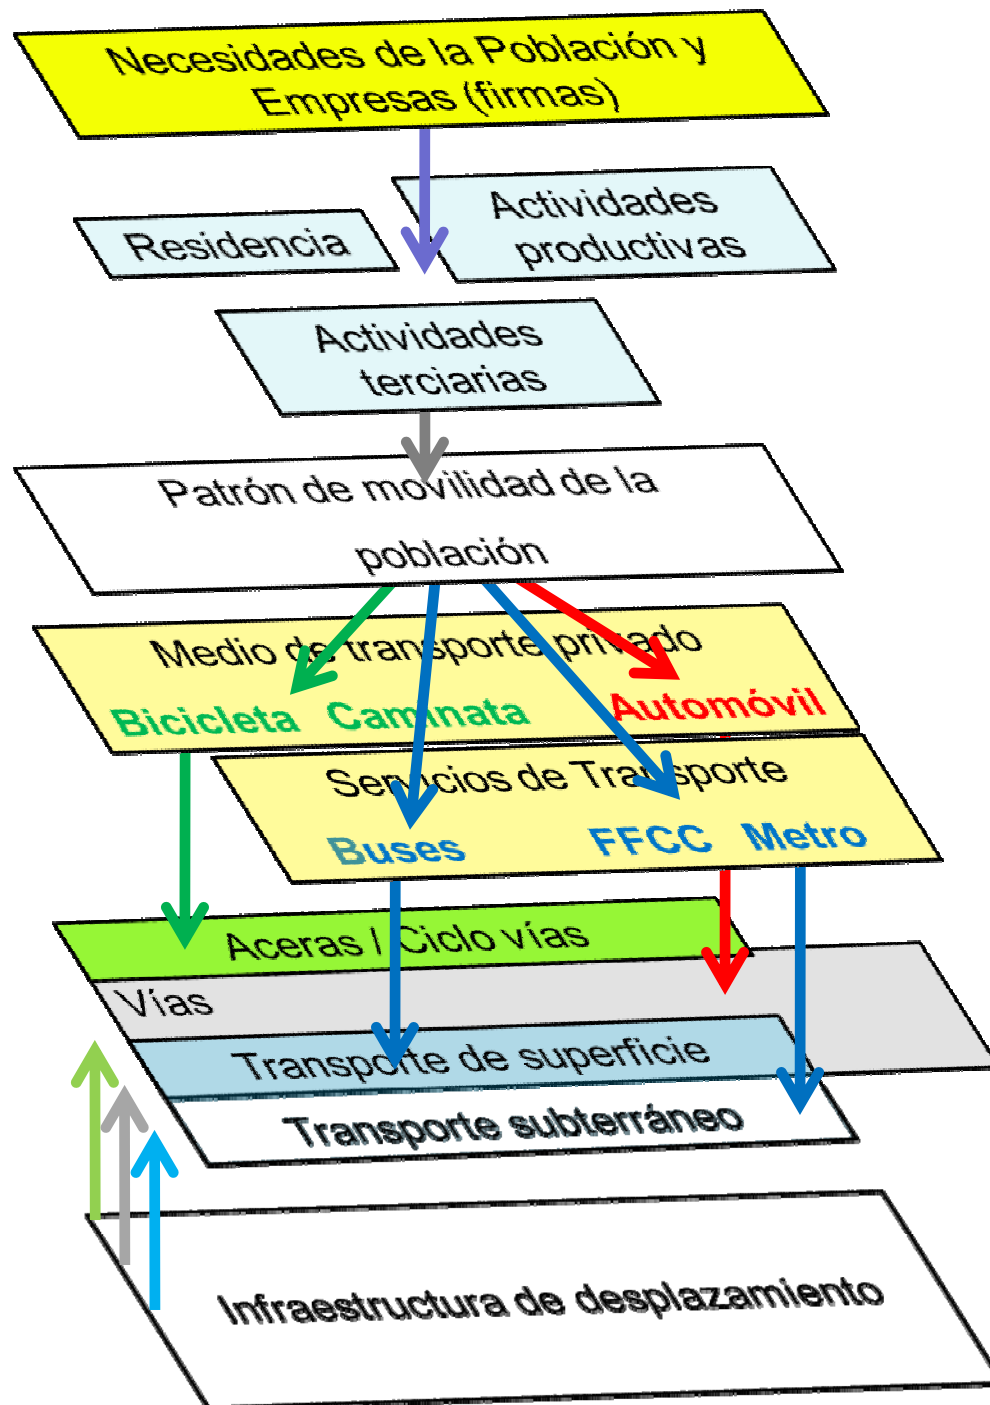 Necesidades de la Población y
Empresas (firmas)
Actividades
productivas
Residencia
Actividades
terciarias
Patrón de movilidad de la
población
Medio de transporte privado
Bicicleta Caminata Automóvil
Servicios de Transporte
Buses FFCC Metro
Aceras / Ciclo vías
Vías
Transporte de superficie
Transporte subterráneo
Infraestructura de desplazamiento